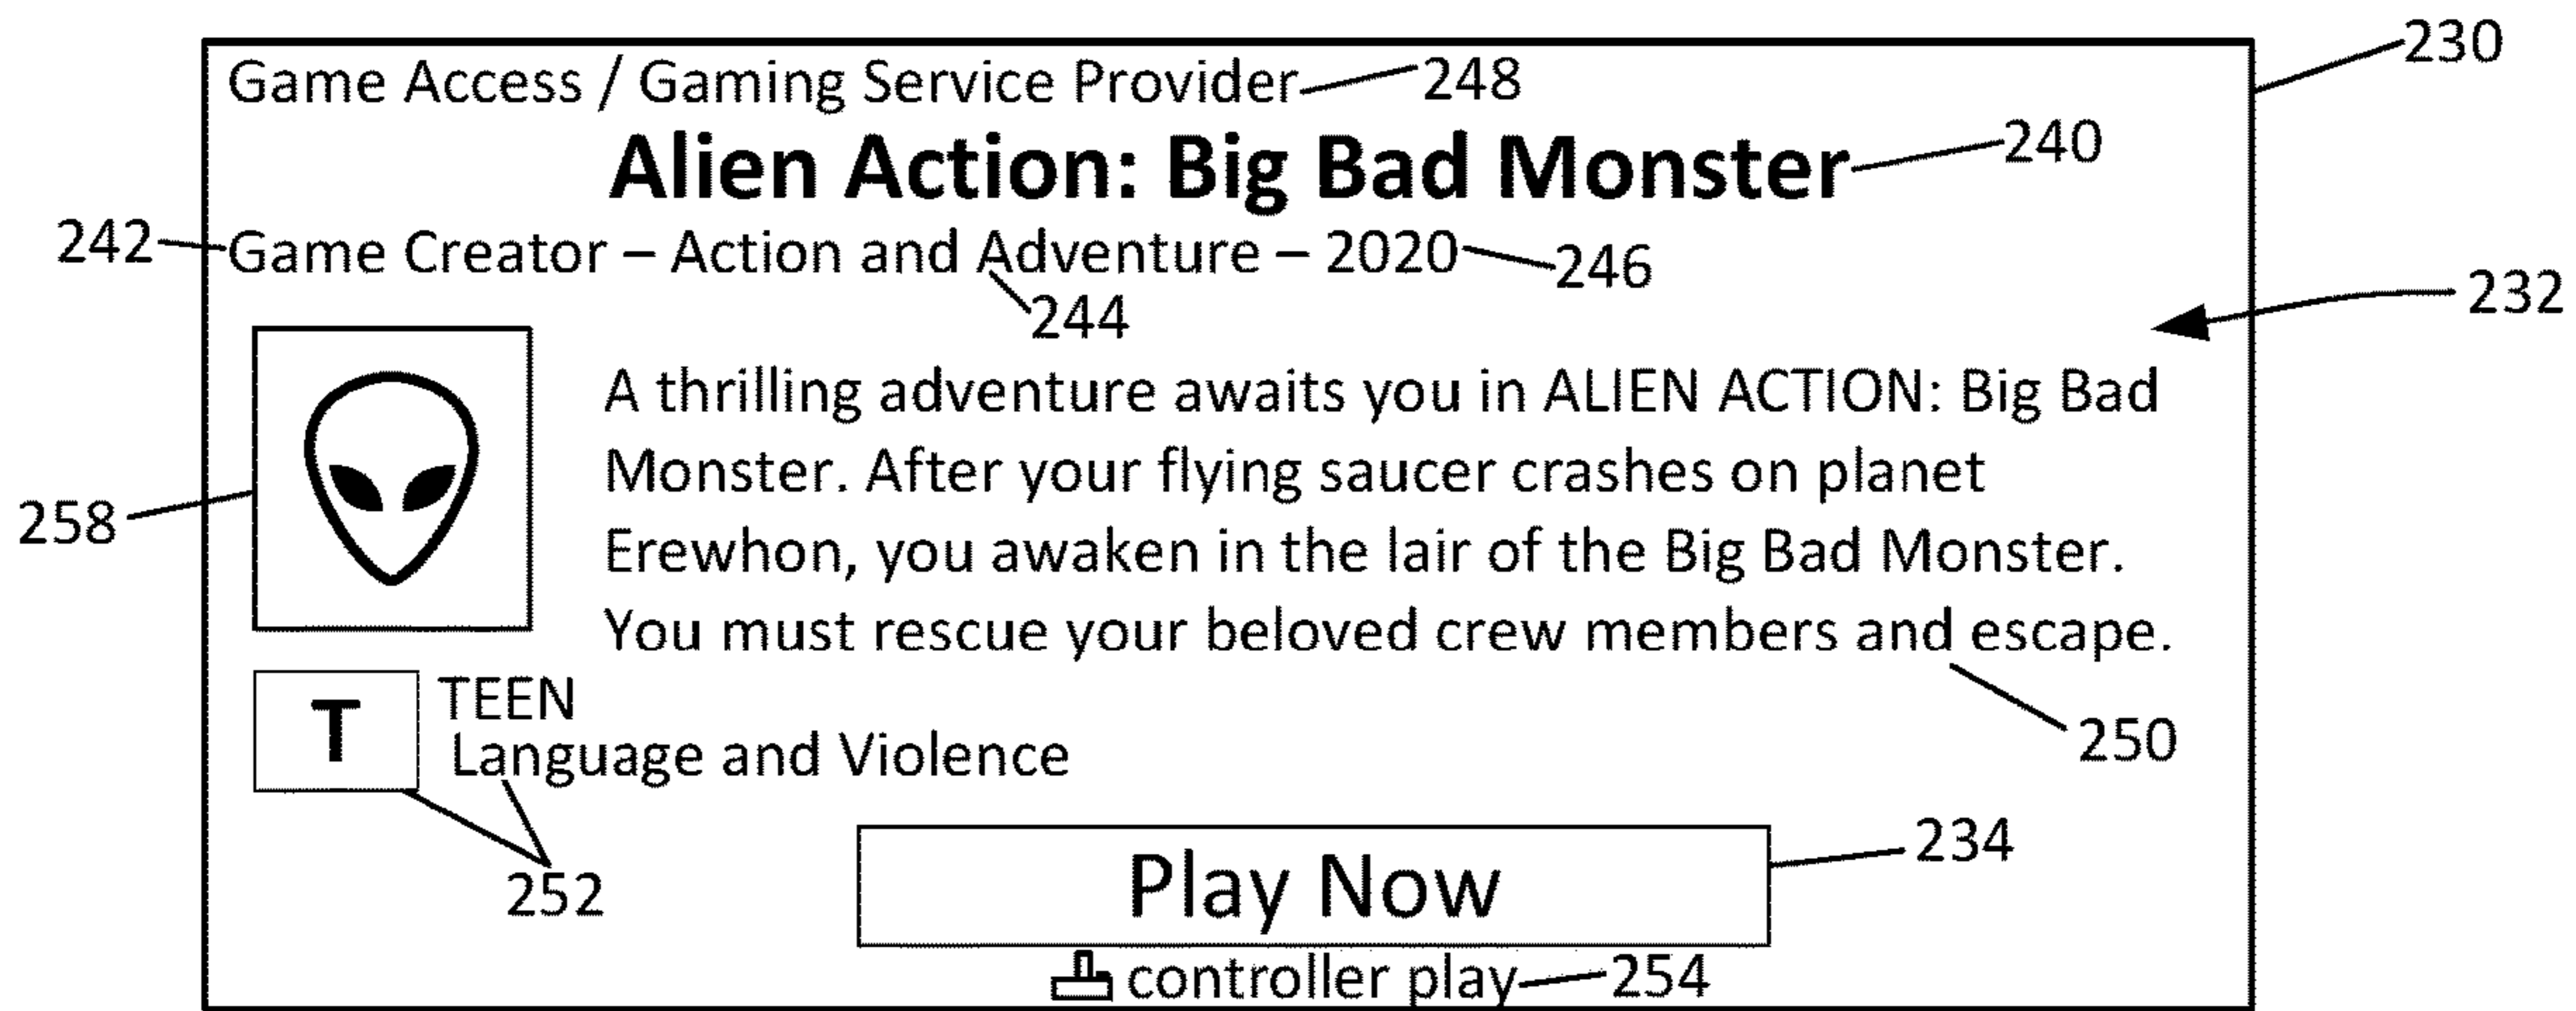 230
Game Access / Gaming Service Provider 248
Alien Action: Big Bad Monster 240
242 Game Creator – Action and Adventure – 2020 246
244
232
A thrilling adventure awaits you in ALIEN ACTION: Big Bad
Monster. After your flying saucer crashes on planet
258
Erewhon, you awaken in the lair of the Big Bad Monster.
You must rescue your beloved crew members and escape.
250
T TEEN
Language and Violence
252
Play Now 234
controller play 254